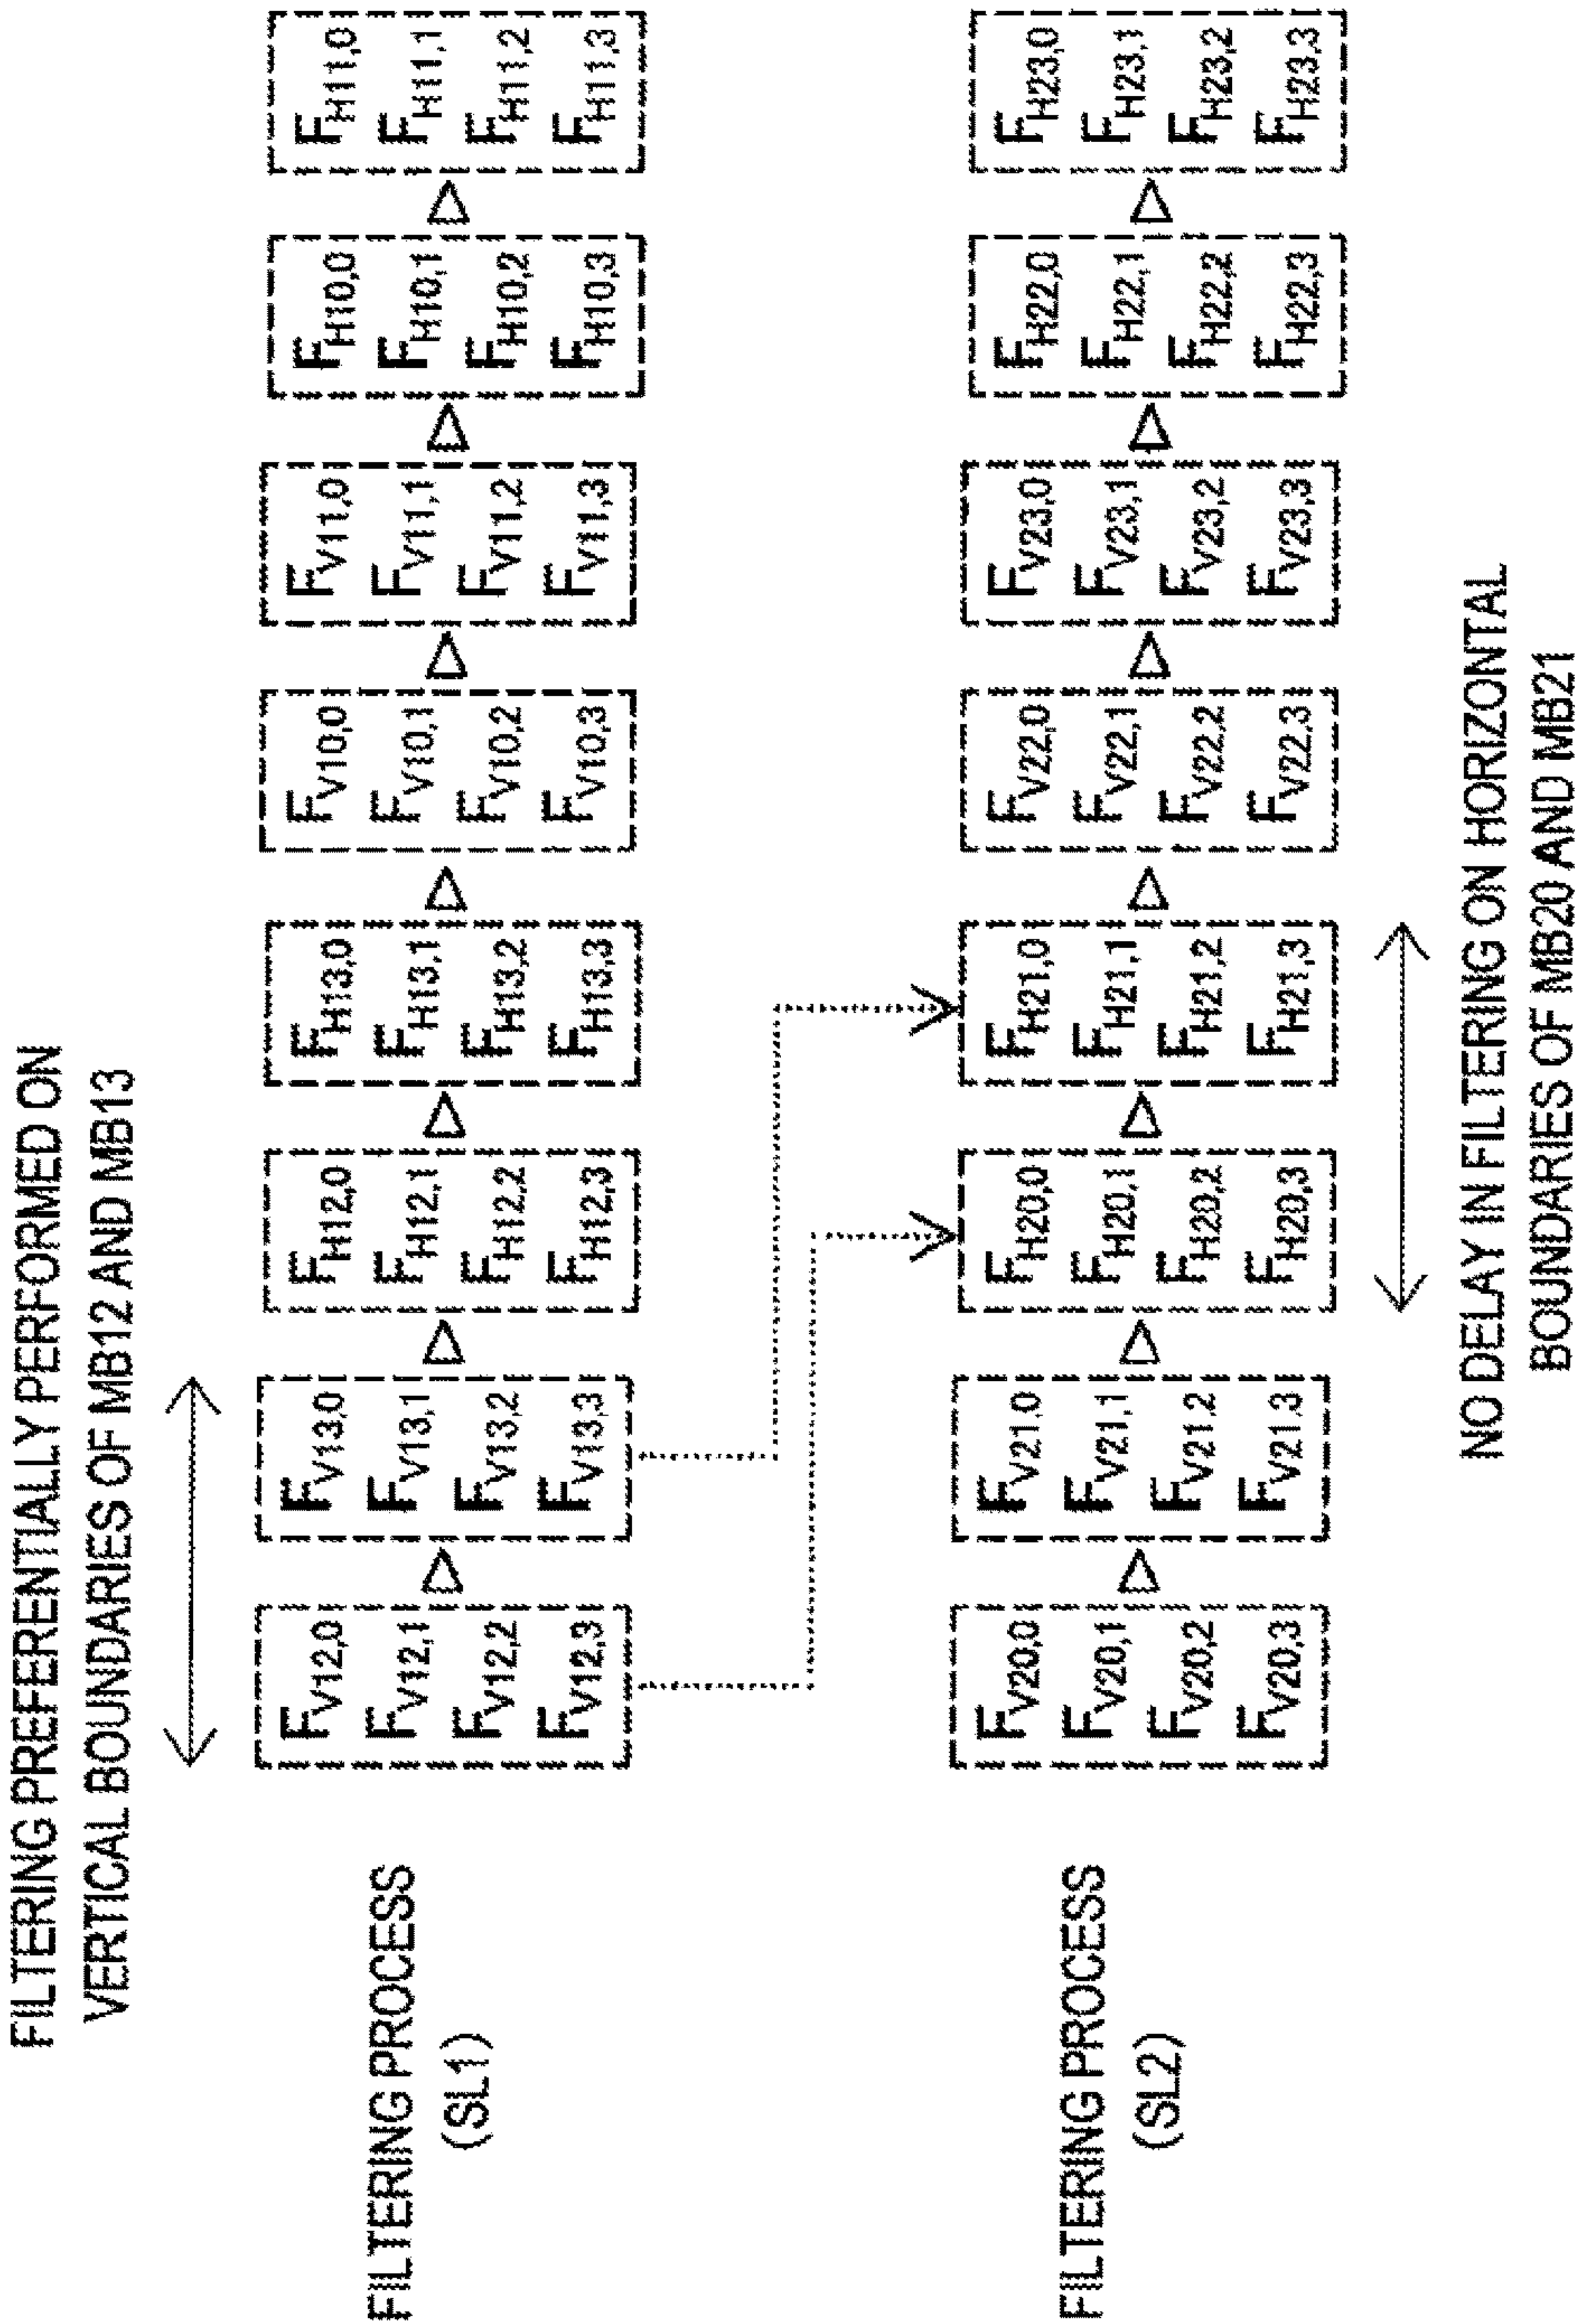 FILTERING PREFERENTIALLY PERFORMED ON
VERTICAL BOUNDARIES OF MB12 AND MB13
FILTERING PROCESS
(SL1)
FV12,0 FV13,0 FH12,0 FH13,0 FV10,0 FV11,0 FH10,0 FH11,0
FV12,1 FV13,1 FH12,1 FH13,1 FV10,1 FV11,1 FH10,1 FH11,1
FV12,2 FV13,2 FH12,2 FH13,2 FV10,2 FV11,2 FH10,2 FH11,2
FV12,3 FV13,3 FH12,3 FH13,3 FV10,3 FV11,3 FH10,3 FH11,3
FILTERING PROCESS
(SL2)
FV20,0 FV21,0 FH20,0 FH21,0 FV22,0 FV23,0 FH22,0 FH23,0
FV20,1 FV21,1 FH20,1 FH21,1 FV22,1 FV23,1 FH22,1 FH23,1
FV20,2 FV21,2 FH20,2 FH21,2 FV22,2 FV23,2 FH22,2 FH23,2
FV20,3 FV21,3 FH20,3 FH21,3 FV22,3 FV23,3 FH22,3 FH23,3
NO DELAY IN FILTERING ON HORIZONTAL
BOUNDARIES OF MB20 AND MB21